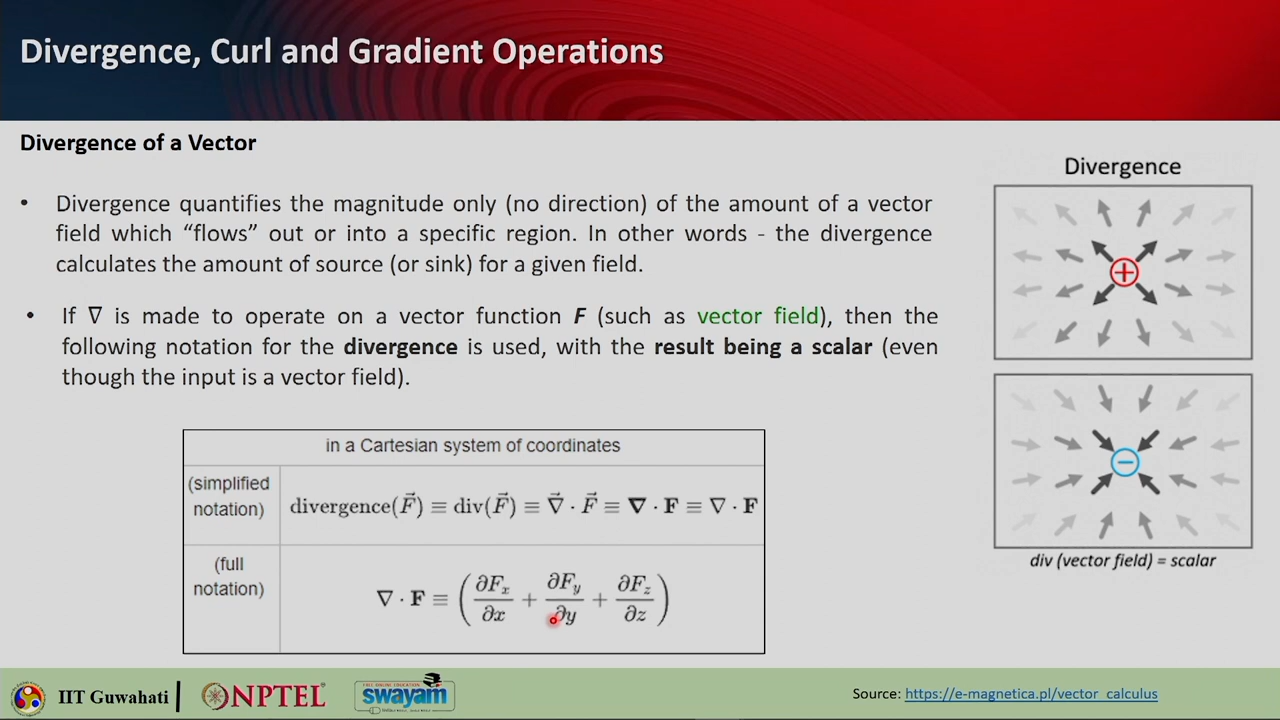 Divergence, Curl and Gradient Operations
Divergence of a Vector
• Divergence quantifies the magnitude only (no direction) of the amount of a vector
field which “flows” out or into a specific region. In other words - the divergence
calculates the amount of source (or sink) for a given field.
• If ∇ is made to operate on a vector function F (such as vector field), then the
following notation for the divergence is used, with the result being a scalar (even
though the input is a vector field).
in a Cartesian system of coordinates
(simplified
notation)
divergence(F⃗) ≡ div(F⃗) ≡ ∇⃗ · F⃗ ≡ ∇ · F ≡ ∇ · F
(full
notation)
∇ · F ≡ (∂Fx/∂x + ∂Fy/∂y + ∂Fz/∂z)
Divergence
+
−
div (vector field) = scalar
IIT Guwahati
NPTEL
swayam
Source: https://e-magnetica.pl/vector_calculus